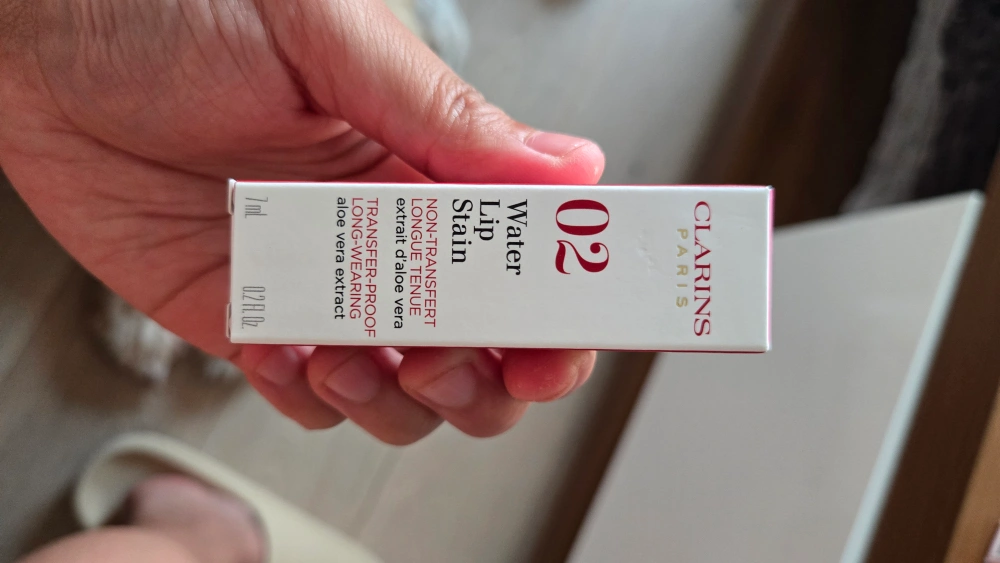 CLARINS
PARIS
02
Water
Lip
Stain
NON-TRANSFERT
LONGUE TENUE
extrait d'aloe vera
TRANSFER-PROOF
LONG-WEARING
aloe vera extract
7 mL 0.2 Fl. Oz.